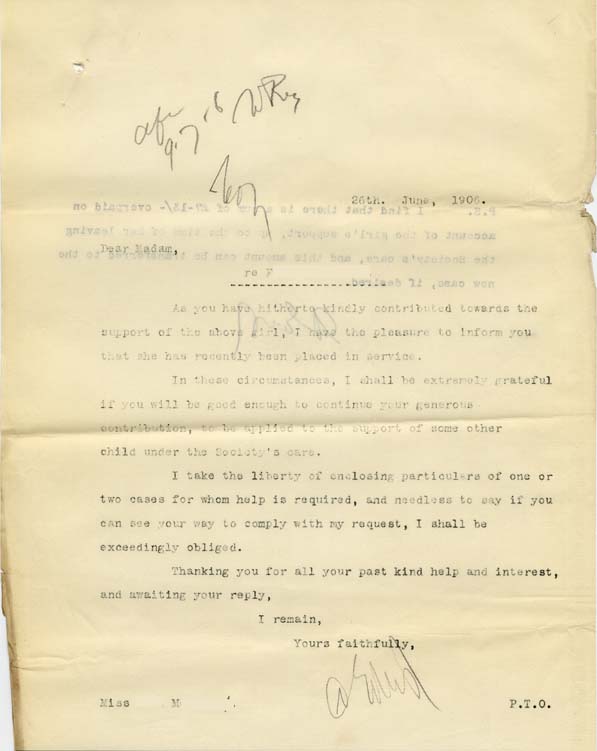 26th. June, 1906.
Dear Madam,
re F
As you have hitherto kindly contributed towards the
support of the above girl, I have the pleasure to inform you
that she has recently been placed in service.
In these circumstances, I shall be extremely grateful
if you will be good enough to continue your generous
contribution, to be applied to the support of some other
child under the Society's care.
I take the liberty of enclosing particulars of one or
two cases for whom help is required, and needless to say if you
can see your way to comply with my request, I shall be
exceedingly obliged.
Thanking you for all your past kind help and interest,
and awaiting your reply,
I remain,
Yours faithfully,
Miss M
P.T.O.